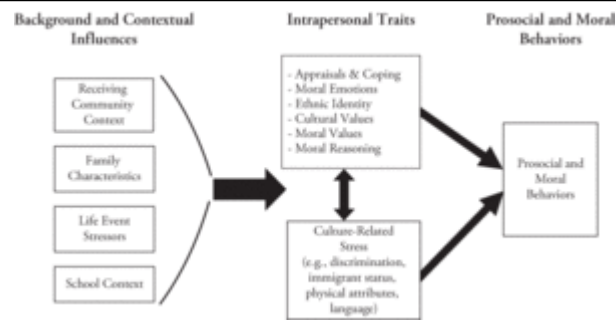 Background and Contextual
Influences
Intrapersonal Traits
Prosocial and Moral
Behaviors
Receiving
Community
Context
Family
Characteristics
Life Event
Stressors
School Context
- Appraisals & Coping
- Moral Emotions
- Ethnic Identity
- Cultural Values
- Moral Values
- Moral Reasoning
Culture-Related
Stress
(e.g., discrimination,
immigrant status,
physical attributes,
language)
Prosocial and
Moral
Behaviors